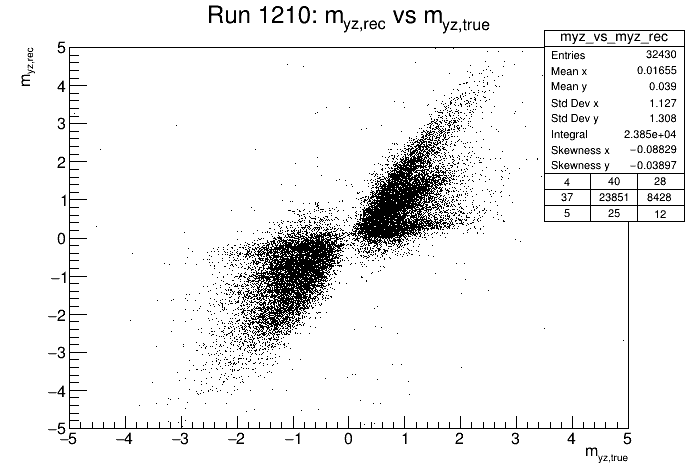 Run 1210: m_yz,rec vs m_yz,true
myz_vs_myz_rec
Entries 32430
Mean x 0.01655
Mean y 0.039
Std Dev x 1.127
Std Dev y 1.308
Integral 2.385e+04
Skewness x −0.08829
Skewness y −0.03897
4 40 28
37 23851 8428
5 25 12
m_yz,rec
5
4
3
2
1
0
−1
−2
−3
−4
−5
−5 −4 −3 −2 −1 0 1 2 3 4 5
m_yz,true